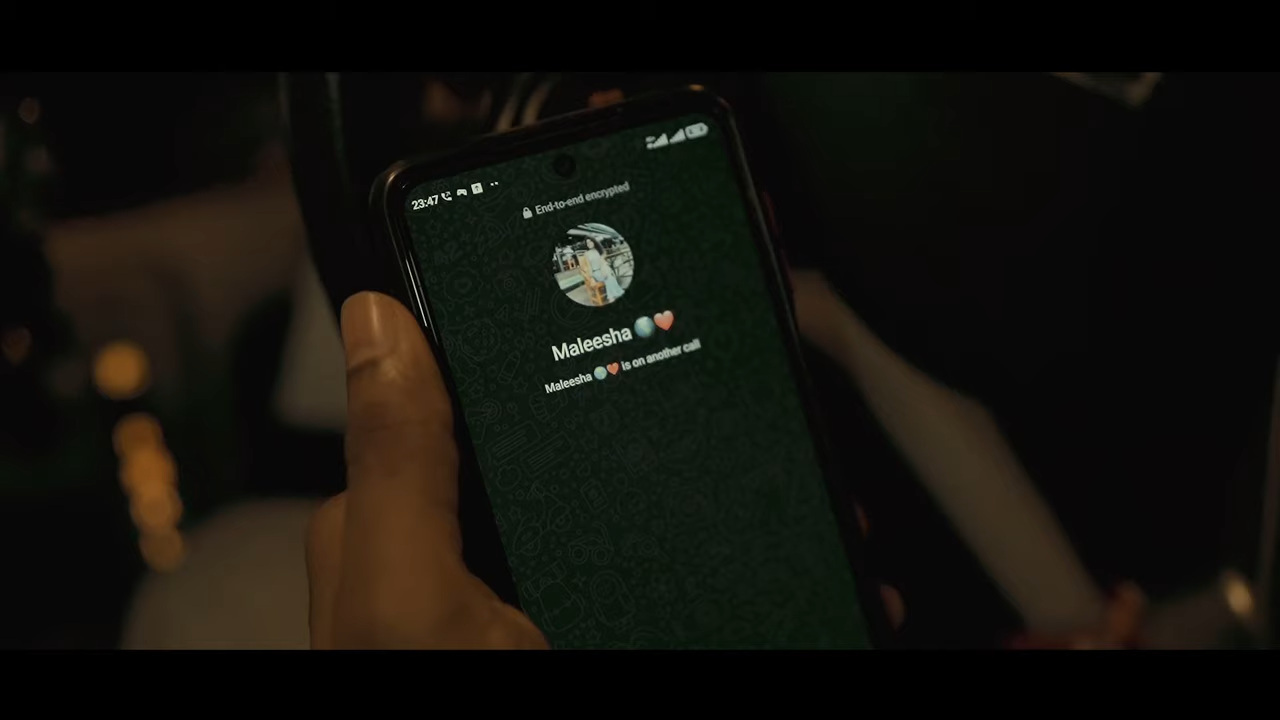 23:47
End-to-end encrypted
Maleesha 🌏❤️
Maleesha 🌏❤️ is on another call